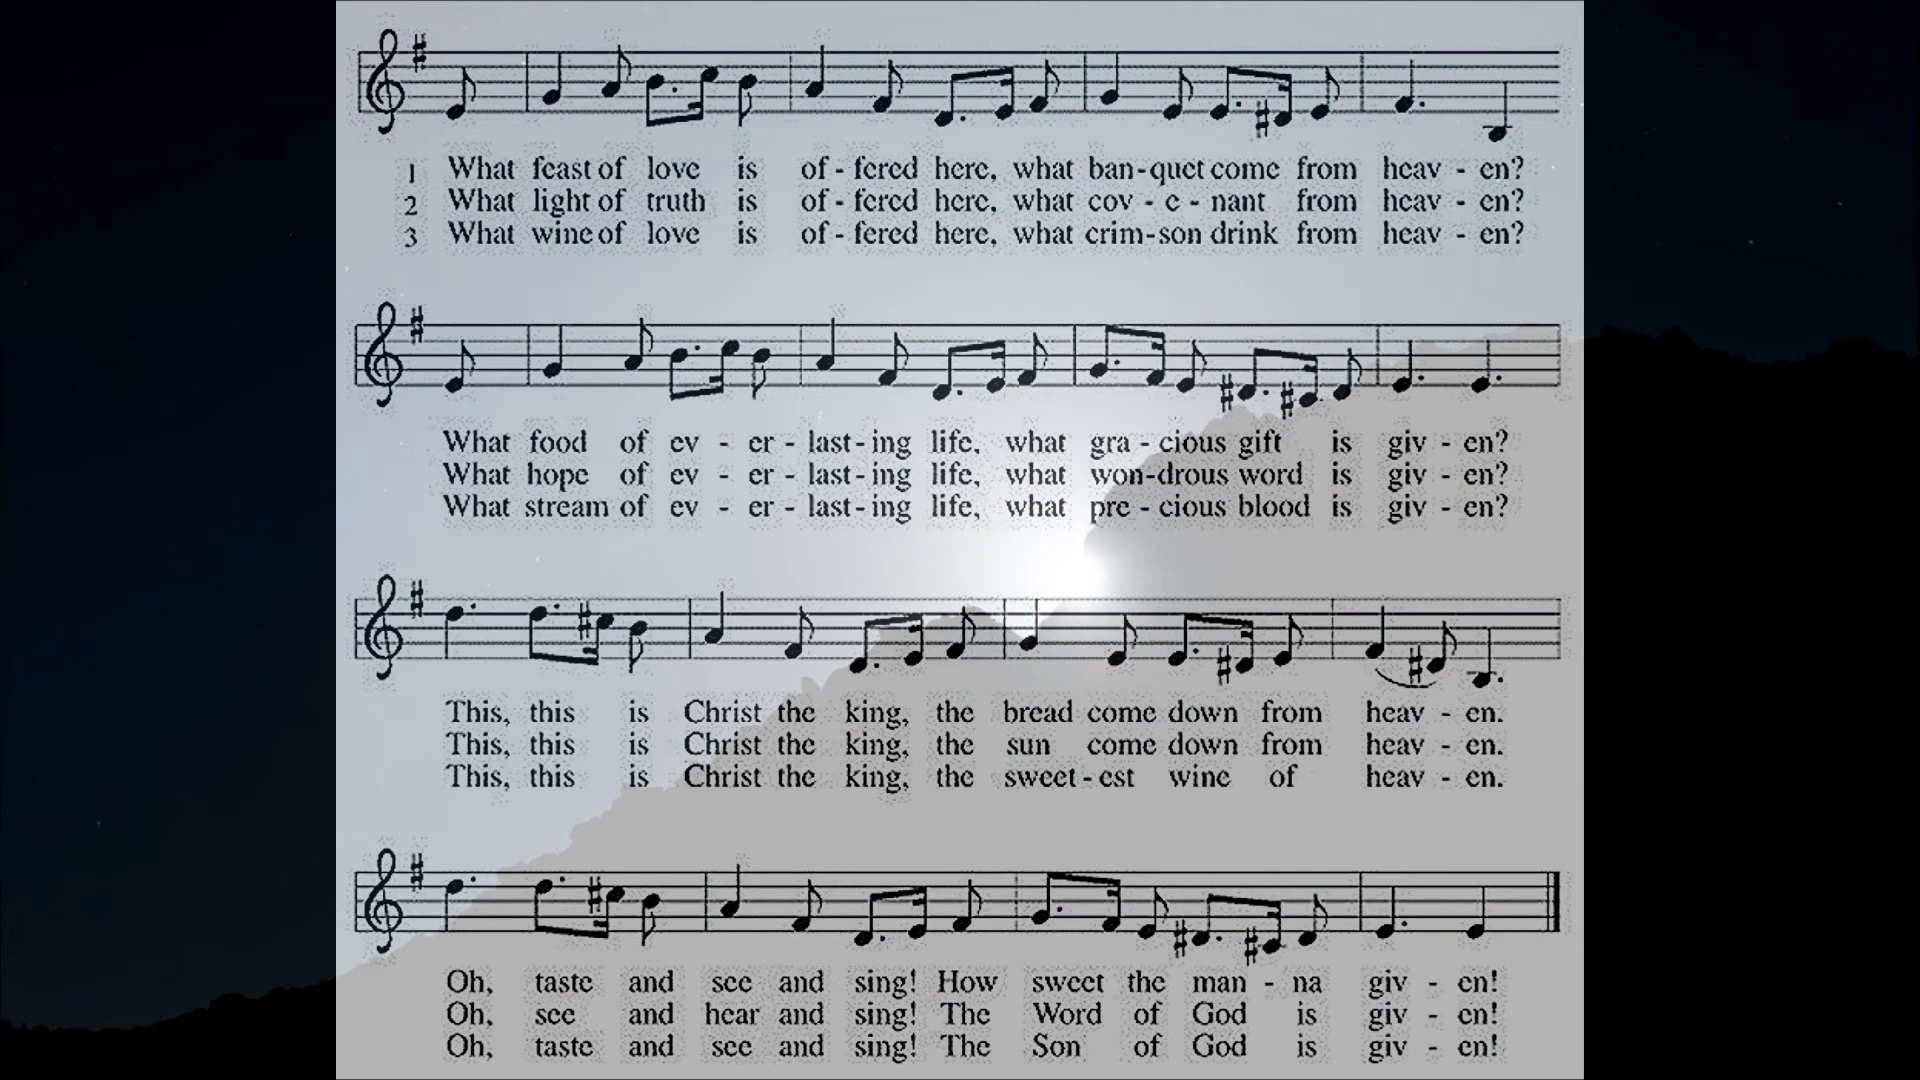 1 What feast of love is of - fered here, what ban - quet come from heav - en?
2 What light of truth is of - fered here, what cov - e - nant from heav - en?
3 What wine of love is of - fered here, what crim - son drink from heav - en?
What food of ev - er - last - ing life, what gra - cious gift is giv - en?
What hope of ev - er - last - ing life, what won - drous word is giv - en?
What stream of ev - er - last - ing life, what pre - cious blood is giv - en?
This, this is Christ the king, the bread come down from heav - en.
This, this is Christ the king, the sun come down from heav - en.
This, this is Christ the king, the sweet - est wine of heav - en.
Oh, taste and see and sing! How sweet the man - na giv - en!
Oh, see and hear and sing! The Word of God is giv - en!
Oh, taste and see and sing! The Son of God is giv - en!